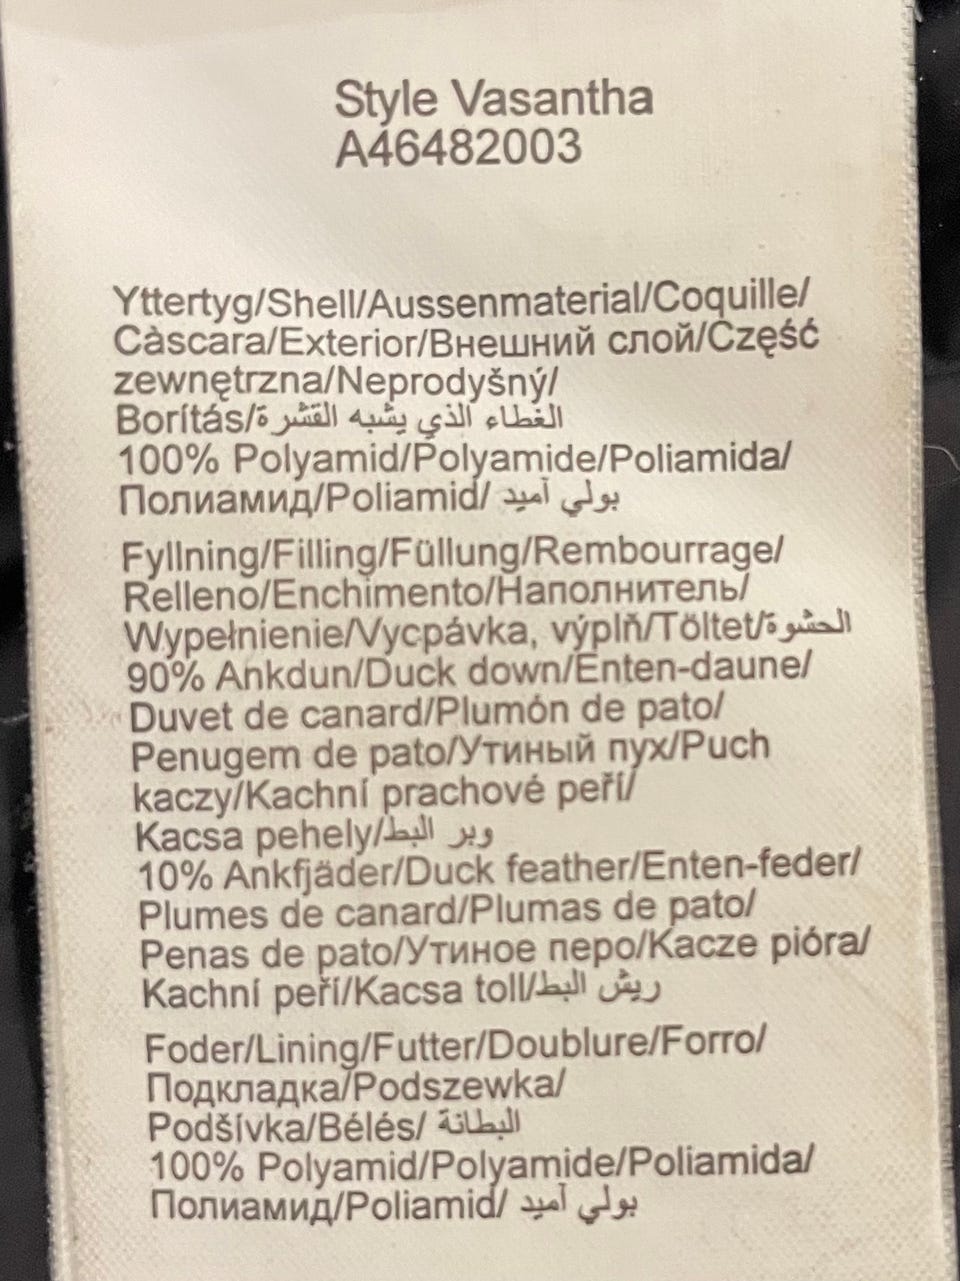 Style Vasantha
A46482003
Yttertyg/Shell/Aussenmaterial/Coquille/
Càscara/Exterior/Внешний слой/Część
zewnętrzna/Neprodyšný/
Borítás/الغطاء الذي يشبه القشرة
100% Polyamid/Polyamide/Poliamida/
Полиамид/Poliamid/ بولي آميد
Fyllning/Filling/Füllung/Rembourrage/
Relleno/Enchimento/Наполнитель/
Wypełnienie/Vycpávka, výplň/Töltet/الحشوة
90% Ankdun/Duck down/Enten-daune/
Duvet de canard/Plumón de pato/
Penugem de pato/Утиный пух/Puch
kaczy/Kachní prachové peří/
Kacsa pehely/وبر البط
10% Ankfjäder/Duck feather/Enten-feder/
Plumes de canard/Plumas de pato/
Penas de pato/Утиное перо/Kacze pióra/
Kachní peří/Kacsa toll/ريش البط
Foder/Lining/Futter/Doublure/Forro/
Подкладка/Podszewka/
Podšívka/Bélés/ البطانة
100% Polyamid/Polyamide/Poliamida/
Полиамид/Poliamid/ بولي آميد